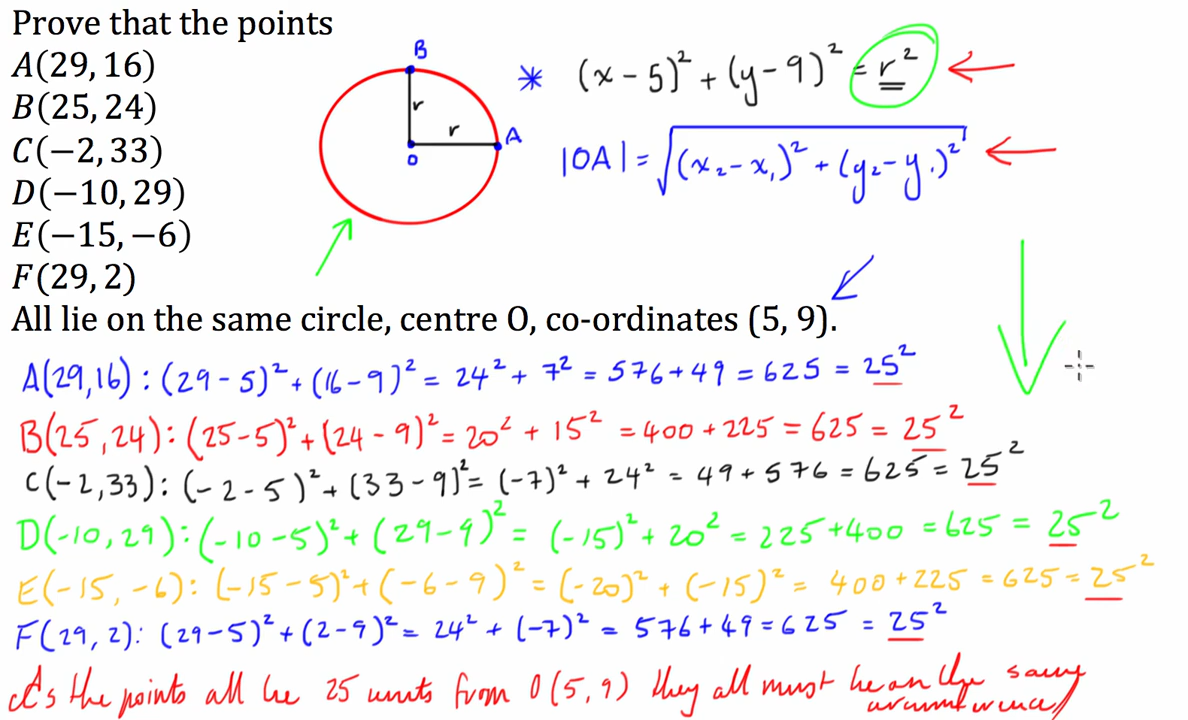 Prove that the points
A(29, 16)
B(25, 24)
C(−2, 33)
D(−10, 29)
E(−15, −6)
F(29, 2)
All lie on the same circle, centre O, co-ordinates (5, 9).
B
r
r
A
O
* (x − 5)² + (y − 9)² = r²
|OA| = √((x₂ − x₁)² + (y₂ − y₁)²)
A(29,16) : (29 − 5)² + (16 − 9)² = 24² + 7² = 576 + 49 = 625 = 25²
B(25,24) : (25−5)² + (24 − 9)² = 20² + 15² = 400 + 225 = 625 = 25²
C(−2,33) : (−2 − 5)² + (33 − 9)² = (−7)² + 24² = 49 + 576 = 625 = 25²
D(−10, 29) : (−10 − 5)² + (29 − 9)² = (−15)² + 20² = 225 + 400 = 625 = 25²
E(−15, −6) : (−15 − 5)² + (−6 − 9)² = (−20)² + (−15)² = 400 + 225 = 625 = 25²
F(29, 2) : (29−5)² + (2−9)² = 24² + (−7)² = 576 + 49 = 625 = 25²
As the points all lie 25 units from O(5, 9) they all must lie on the same
circumference